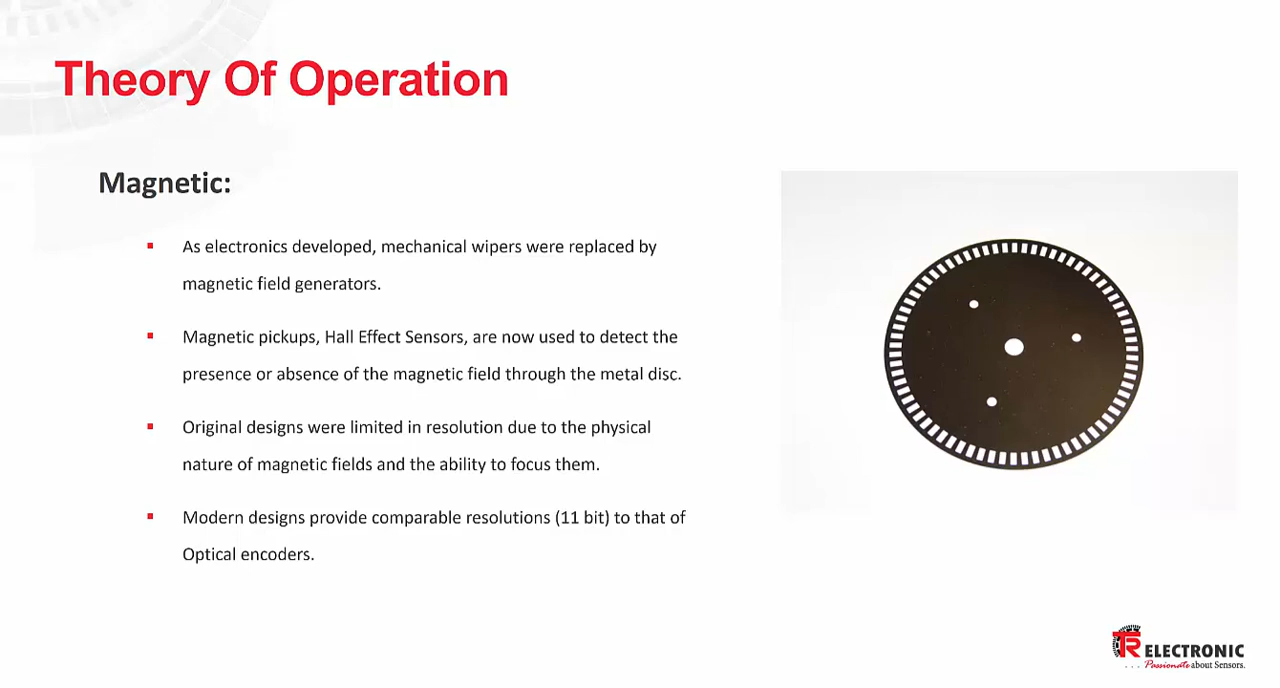 Theory Of Operation
Magnetic:
As electronics developed, mechanical wipers were replaced by
magnetic field generators.
Magnetic pickups, Hall Effect Sensors, are now used to detect the
presence or absence of the magnetic field through the metal disc.
Original designs were limited in resolution due to the physical
nature of magnetic fields and the ability to focus them.
Modern designs provide comparable resolutions (11 bit) to that of
Optical encoders.
TR ELECTRONIC
. . . Passionate about Sensors.